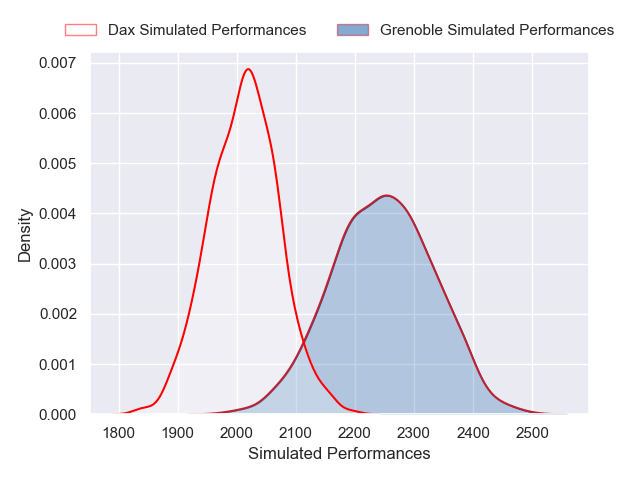 Dax Simulated Performances
Grenoble Simulated Performances
0.007
0.006
0.005
0.004
0.003
0.002
0.001
0.000
Density
1800 1900 2000 2100 2200 2300 2400 2500
Simulated Performances